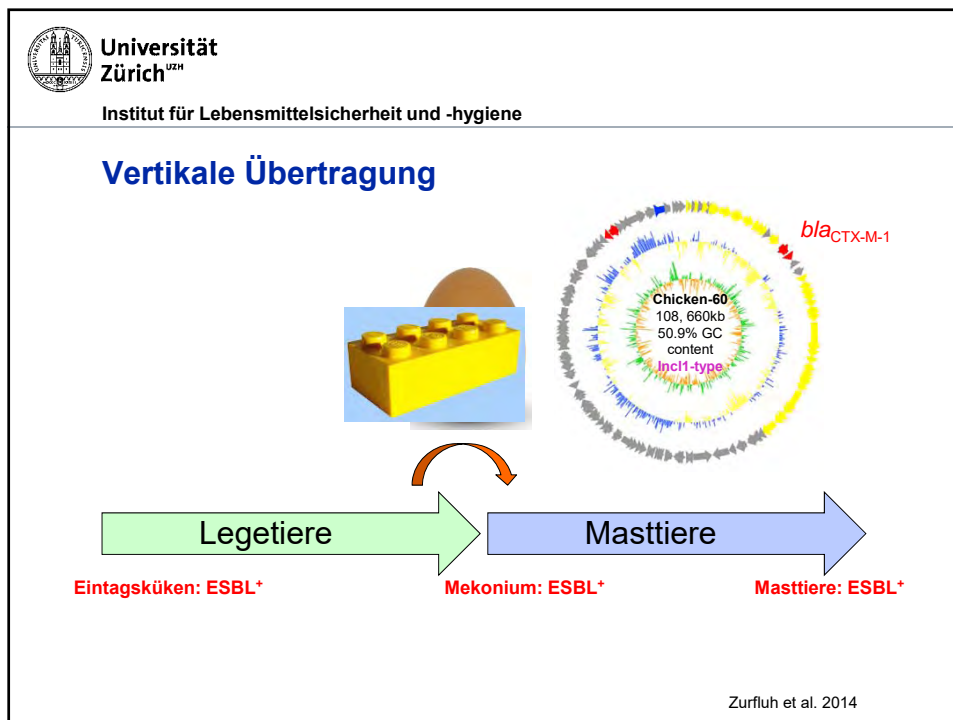 Universität
Zürich UZH
Institut für Lebensmittelsicherheit und -hygiene
Vertikale Übertragung
blaCTX-M-1
Chicken-60
108, 660kb
50.9% GC
content
IncI1-type
Legetiere
Masttiere
Eintagsküken: ESBL+
Mekonium: ESBL+
Masttiere: ESBL+
Zurfluh et al. 2014